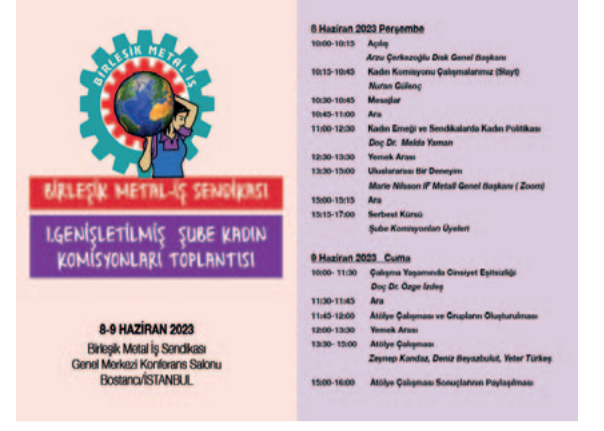 BİRLEŞİK METAL İŞ
BİRLEŞİK METAL-İŞ SENDİKASI
I.GENİŞLETİLMİŞ ŞUBE KADIN
KOMİSYONLARI TOPLANTISI
8-9 HAZİRAN 2023
Birleşik Metal İş Sendikası
Genel Merkezi Konferans Salonu
Bostancı/İSTANBUL
8 Haziran 2023 Perşembe
10:00-10:15 Açılış
Arzu Çerkezoğlu Disk Genel Başkanı
10:15-10:45 Kadın Komisyonu Çalışmalarımız (Slayt)
Nuran Gülenç
10:30-10:45 Mesajlar
10:45-11:00 Ara
11:00-12:30 Kadın Emeği ve Sendikalarda Kadın Politikası
Doç Dr. Melda Yaman
12:30-13:30 Yemek Arası
13:30-15:00 Uluslararası Bir Deneyim
Marie Nilsson IF Metall Genel Başkanı ( Zoom)
15:00-15:15 Ara
15:15-17:00 Serbest Kürsü
Şube Komisyonları Üyeleri
9 Haziran 2023 Cuma
10:00- 11:30 Çalışma Yaşamında Cinsiyet Eşitsizliği
Doç Dr. Özge İzdeş
11:30-11:45 Ara
11:45-12:00 Atölye Çalışması ve Grupların Oluşturulması
12:00-13:30 Yemek Arası
13:30- 15:00 Atölye Çalışması
Zeynep Kandaz, Deniz Beyazbulut, Yeter Türkeş
15:00-16:00 Atölye Çalışması Sonuçlarının Paylaşılması